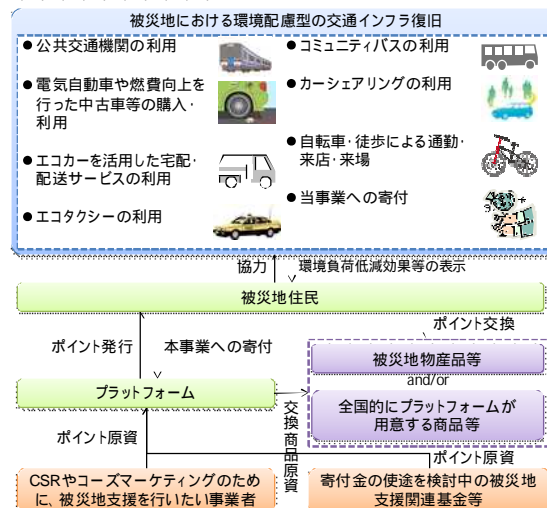 被災地における環境配慮型の交通インフラ復旧
● 公共交通機関の利用
● 電気自動車や燃費向上を
行った中古車等の購入・
利用
● エコカーを活用した宅配・
配送サービスの利用
● エコタクシーの利用
● コミュニティバスの利用
● カーシェアリングの利用
● 自転車・徒歩による通勤・
来店・来場
● 当事業への寄付
協力
環境負荷低減効果等の表示
被災地住民
ポイント発行
本事業への寄付
ポイント交換
プラットフォーム
被災地物産品等
and/or
全国的にプラットフォームが
用意する商品等
交換商品原資
ポイント原資
ポイント原資
CSRやコーズマーケティングのため
に、被災地支援を行いたい事業者
寄付金の使途を検討中の被災地
支援関連基金等